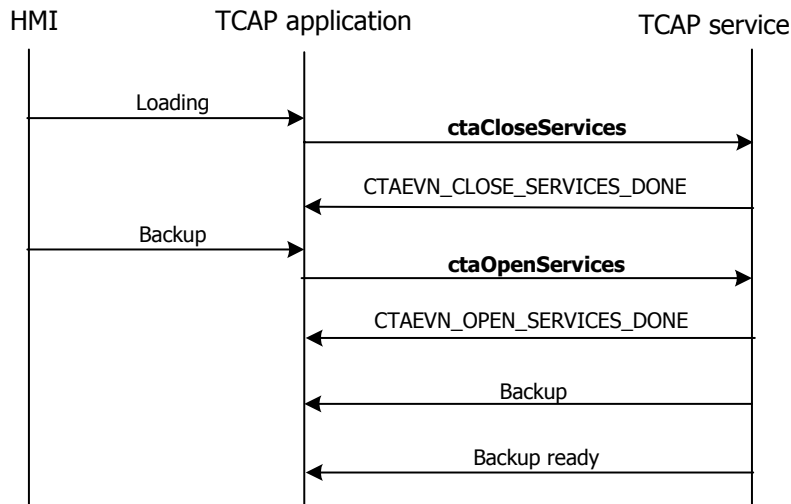 HMI
TCAP application
TCAP service
Loading
ctaCloseServices
CTAEVN_CLOSE_SERVICES_DONE
Backup
ctaOpenServices
CTAEVN_OPEN_SERVICES_DONE
Backup
Backup ready